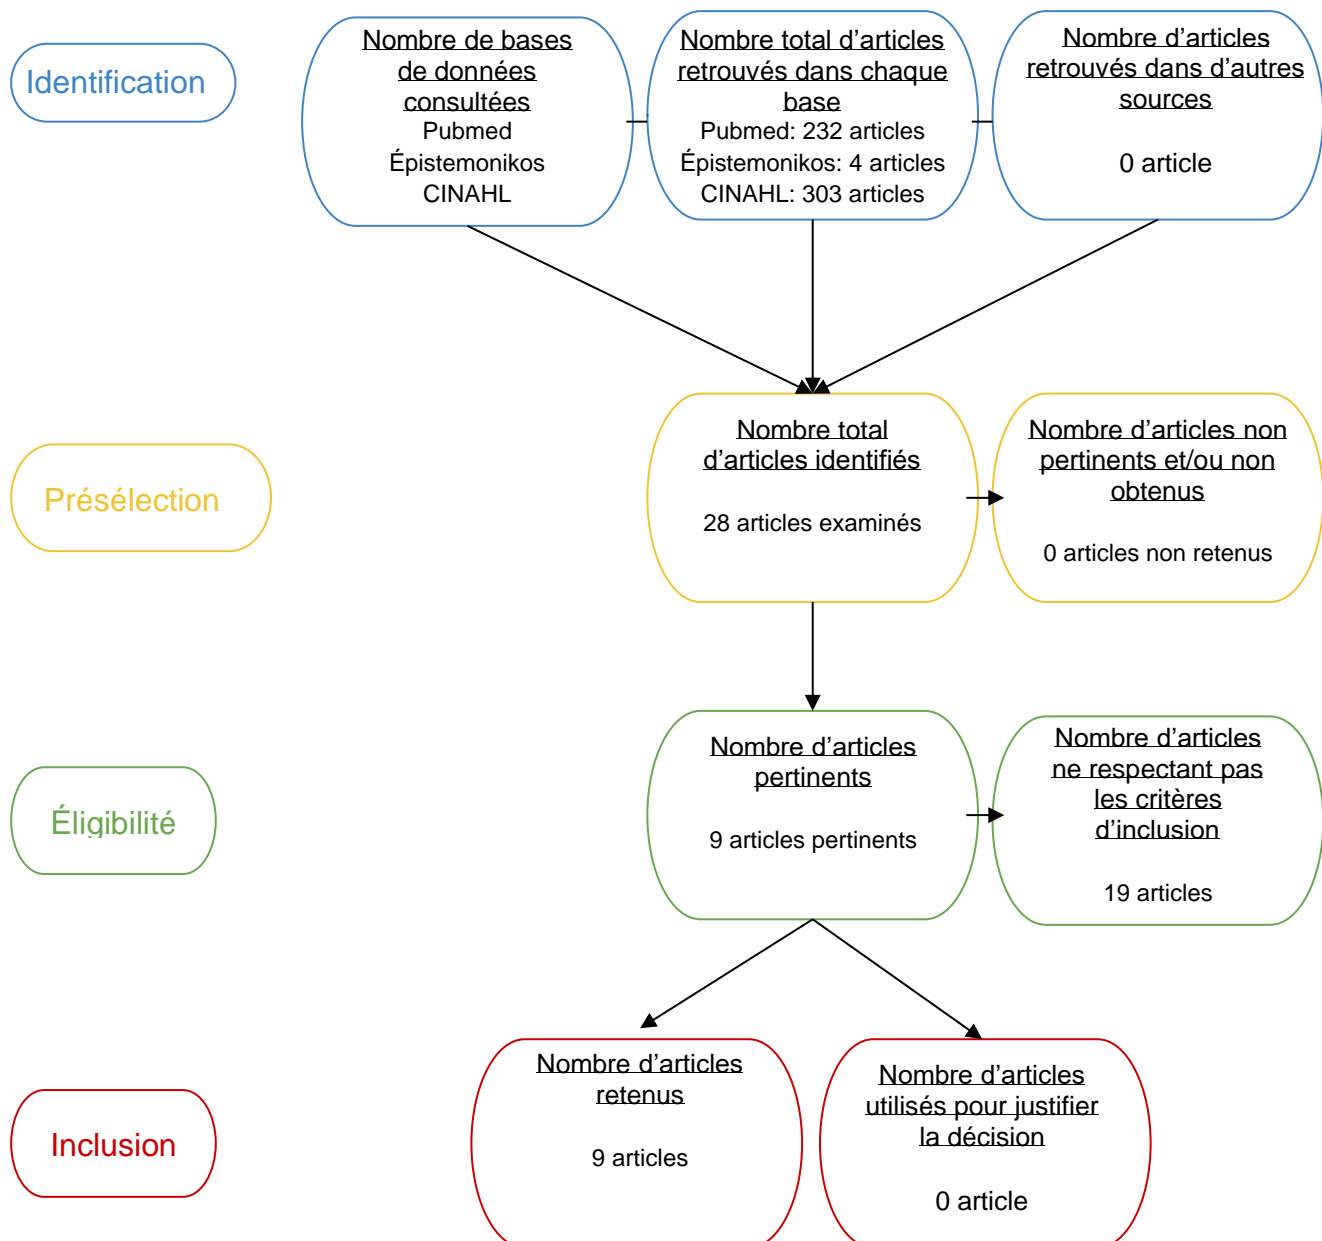 Identification
Nombre de bases
de données
consultées
Pubmed
Épistemonikos
CINAHL
Nombre total d’articles
retrouvés dans chaque
base
Pubmed: 232 articles
Épistemonikos: 4 articles
CINAHL: 303 articles
Nombre d’articles
retrouvés dans d’autres
sources
0 article
Présélection
Nombre total
d’articles identifiés
28 articles examinés
Nombre d’articles non
pertinents et/ou non
obtenus
0 articles non retenus
Éligibilité
Nombre d’articles
pertinents
9 articles pertinents
Nombre d’articles
ne respectant pas
les critères
d’inclusion
19 articles
Inclusion
Nombre d’articles
retenus
9 articles
Nombre d’articles
utilisés pour justifier
la décision
0 article